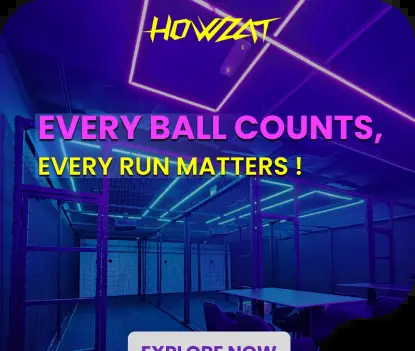 HOWZAT
EVERY BALL COUNTS,
EVERY RUN MATTERS !
EXPLORE NOW